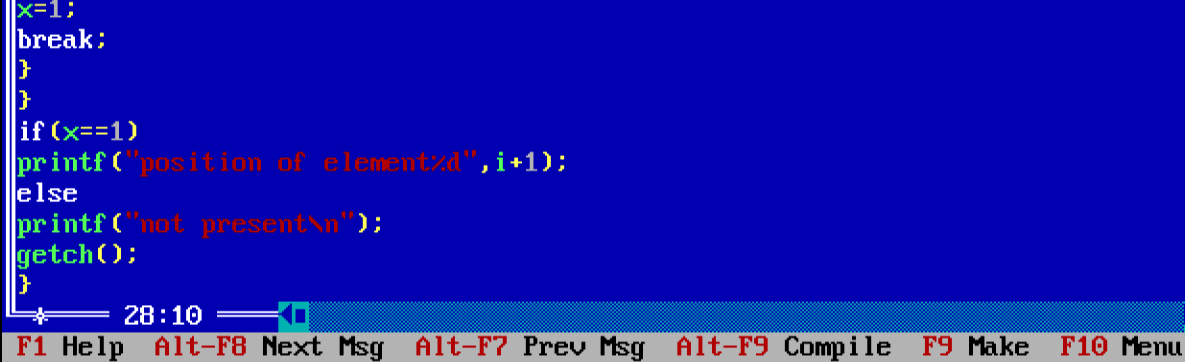 x=1;
break;
}
}
if(x==1)
printf("position of element%d",i+1);
else
printf("not present\n");
getch();
}
28:10
F1 Help Alt-F8 Next Msg Alt-F7 Prev Msg Alt-F9 Compile F9 Make F10 Menu